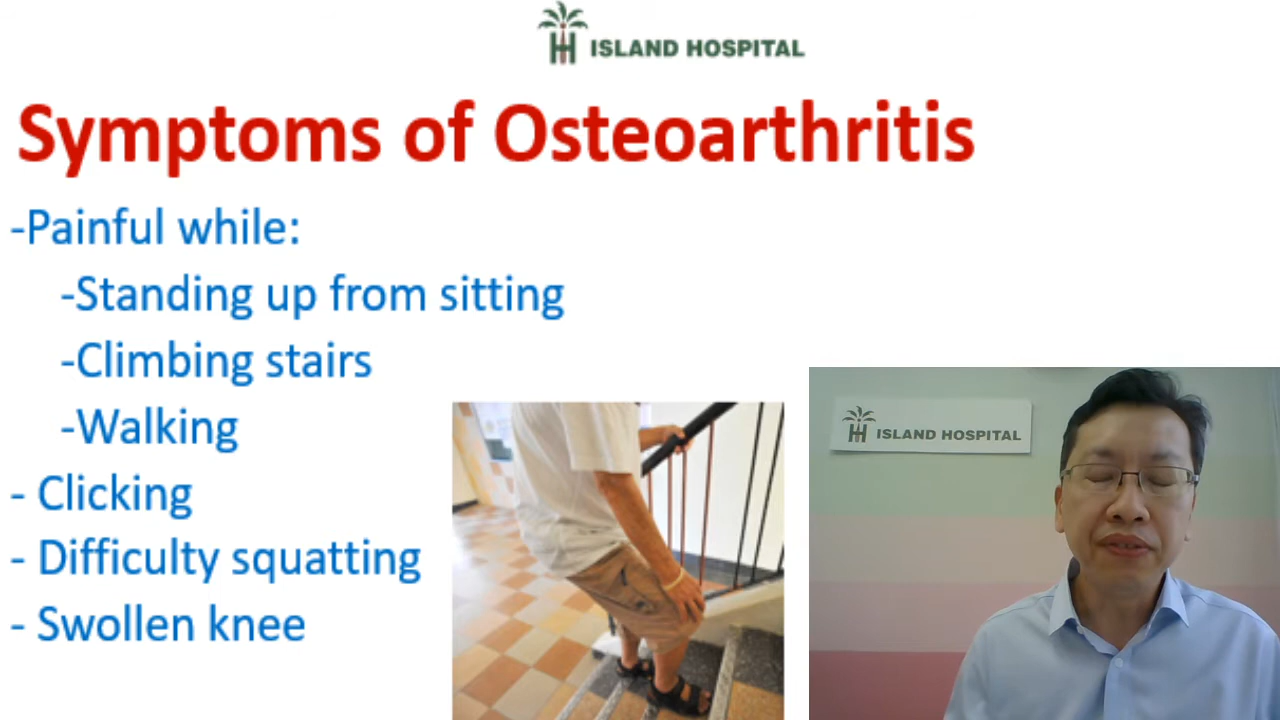 ISLAND HOSPITAL
Symptoms of Osteoarthritis
-Painful while:
-Standing up from sitting
-Climbing stairs
-Walking
- Clicking
- Difficulty squatting
- Swollen knee
ISLAND HOSPITAL